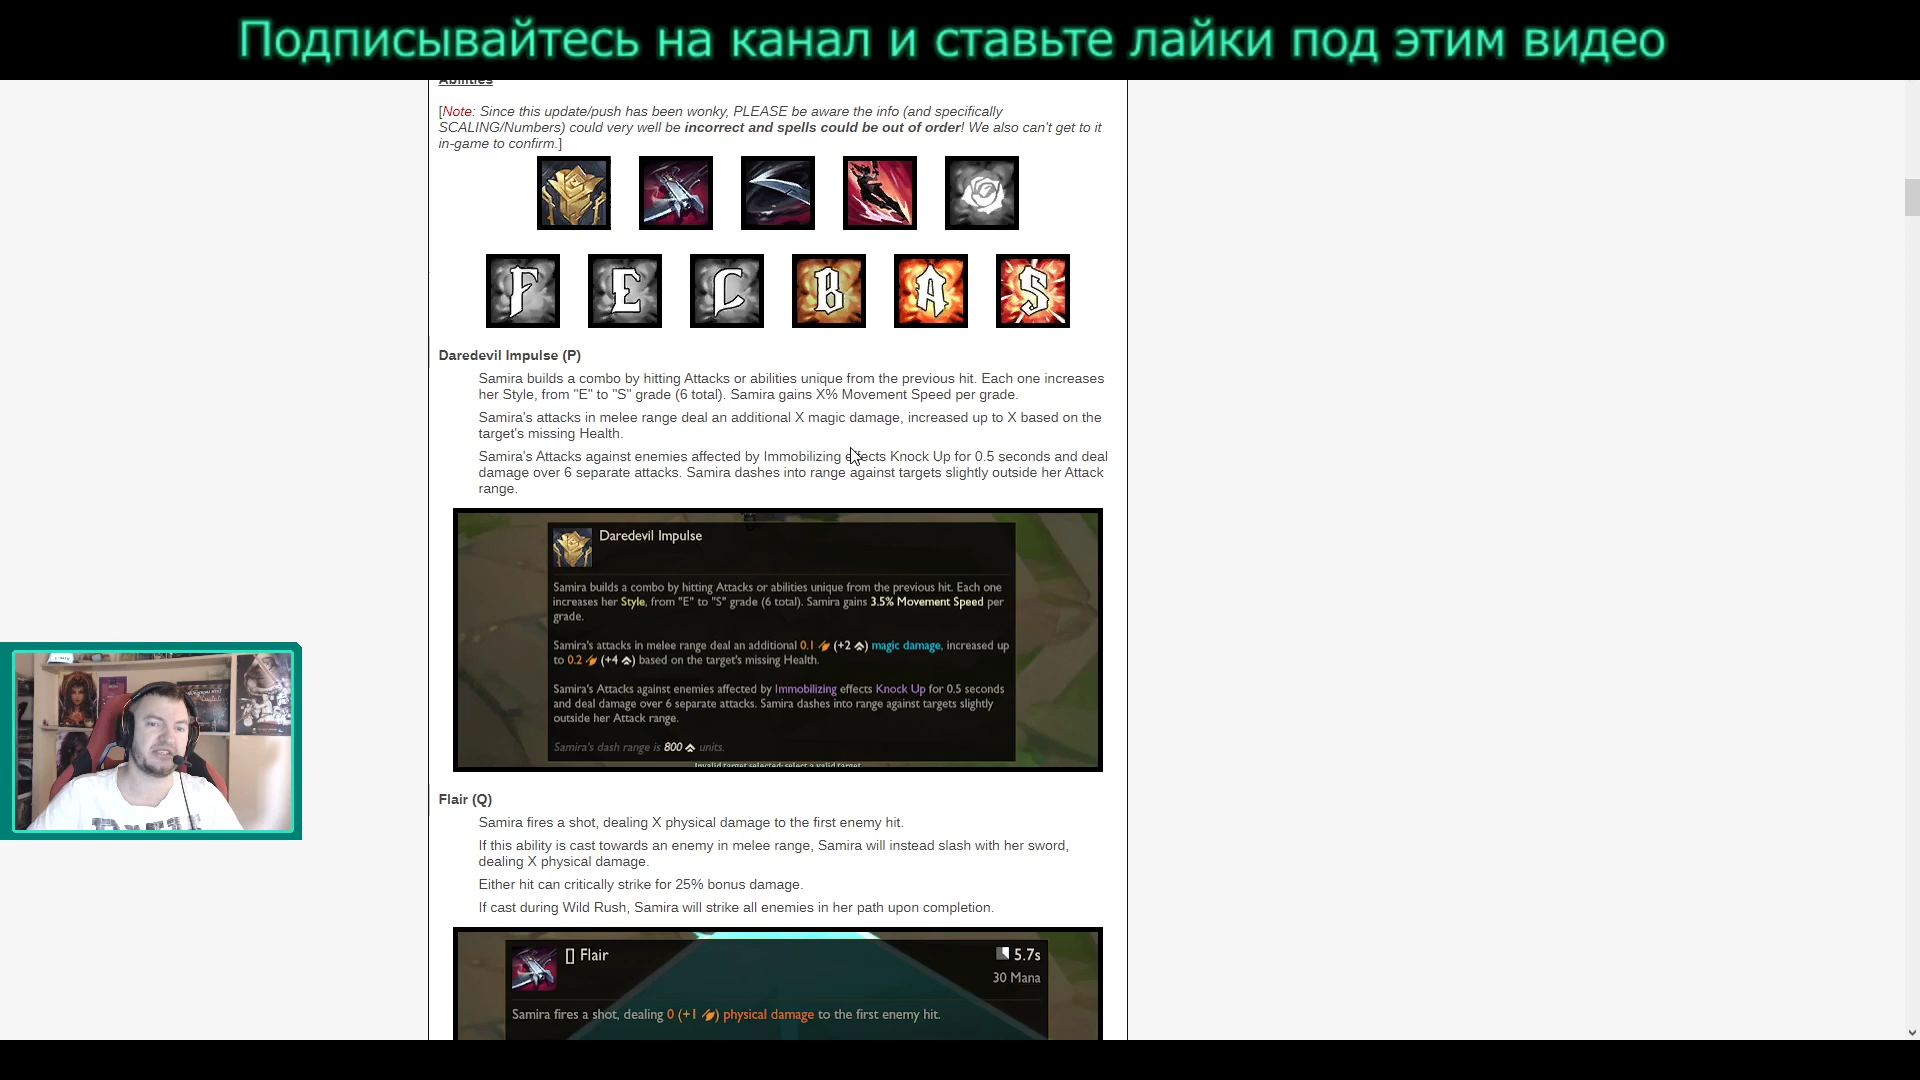 Подписывайтесь на канал и ставьте лайки под этим видео
Abilities
[Note: Since this update/push has been wonky, PLEASE be aware the info (and specifically
SCALING/Numbers) could very well be incorrect and spells could be out of order! We also can't get to it
in-game to confirm.]
F E C B A S
Daredevil Impulse (P)
Samira builds a combo by hitting Attacks or abilities unique from the previous hit. Each one increases
her Style, from "E" to "S" grade (6 total). Samira gains X% Movement Speed per grade.
Samira's attacks in melee range deal an additional X magic damage, increased up to X based on the
target's missing Health.
Samira's Attacks against enemies affected by Immobilizing effects Knock Up for 0.5 seconds and deal
damage over 6 separate attacks. Samira dashes into range against targets slightly outside her Attack
range.
Daredevil Impulse
Samira builds a combo by hitting Attacks or abilities unique from the previous hit. Each one
increases her Style, from "E" to "S" grade (6 total). Samira gains 3.5% Movement Speed per
grade.
Samira's attacks in melee range deal an additional 0.1 (+2 ) magic damage, increased up
to 0.2 (+4 ) based on the target's missing Health.
Samira's Attacks against enemies affected by Immobilizing effects Knock Up for 0.5 seconds
and deal damage over 6 separate attacks. Samira dashes into range against targets slightly
outside her Attack range.
Samira's dash range is 800 units.
Invalid target selected: select a valid target.
Flair (Q)
Samira fires a shot, dealing X physical damage to the first enemy hit.
If this ability is cast towards an enemy in melee range, Samira will instead slash with her sword,
dealing X physical damage.
Either hit can critically strike for 25% bonus damage.
If cast during Wild Rush, Samira will strike all enemies in her path upon completion.
[] Flair
5.7s
30 Mana
Samira fires a shot, dealing 0 (+1 ) physical damage to the first enemy hit.